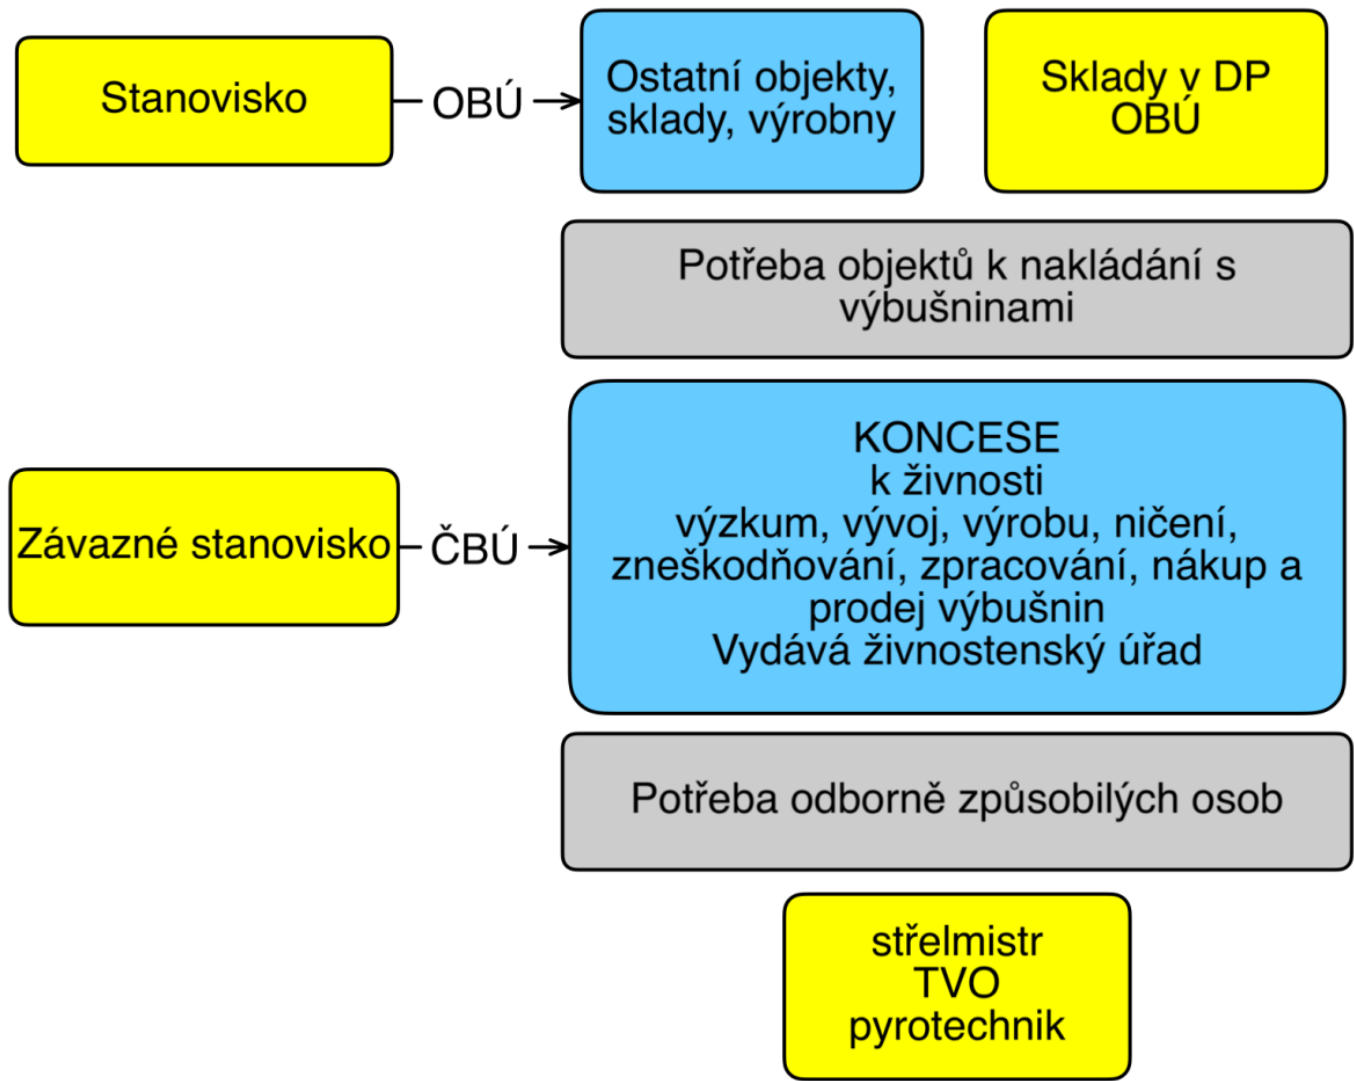 Stanovisko
OBÚ
Ostatní objekty,
sklady, výrobny
Sklady v DP
OBÚ
Potřeba objektů k nakládání s
výbušninami
Závazné stanovisko
ČBÚ
KONCESE
k živnosti
výzkum, vývoj, výrobu, ničení,
zneškodňování, zpracování, nákup a
prodej výbušnin
Vydává živnostenský úřad
Potřeba odborně způsobilých osob
střelmistr
TVO
pyrotechnik